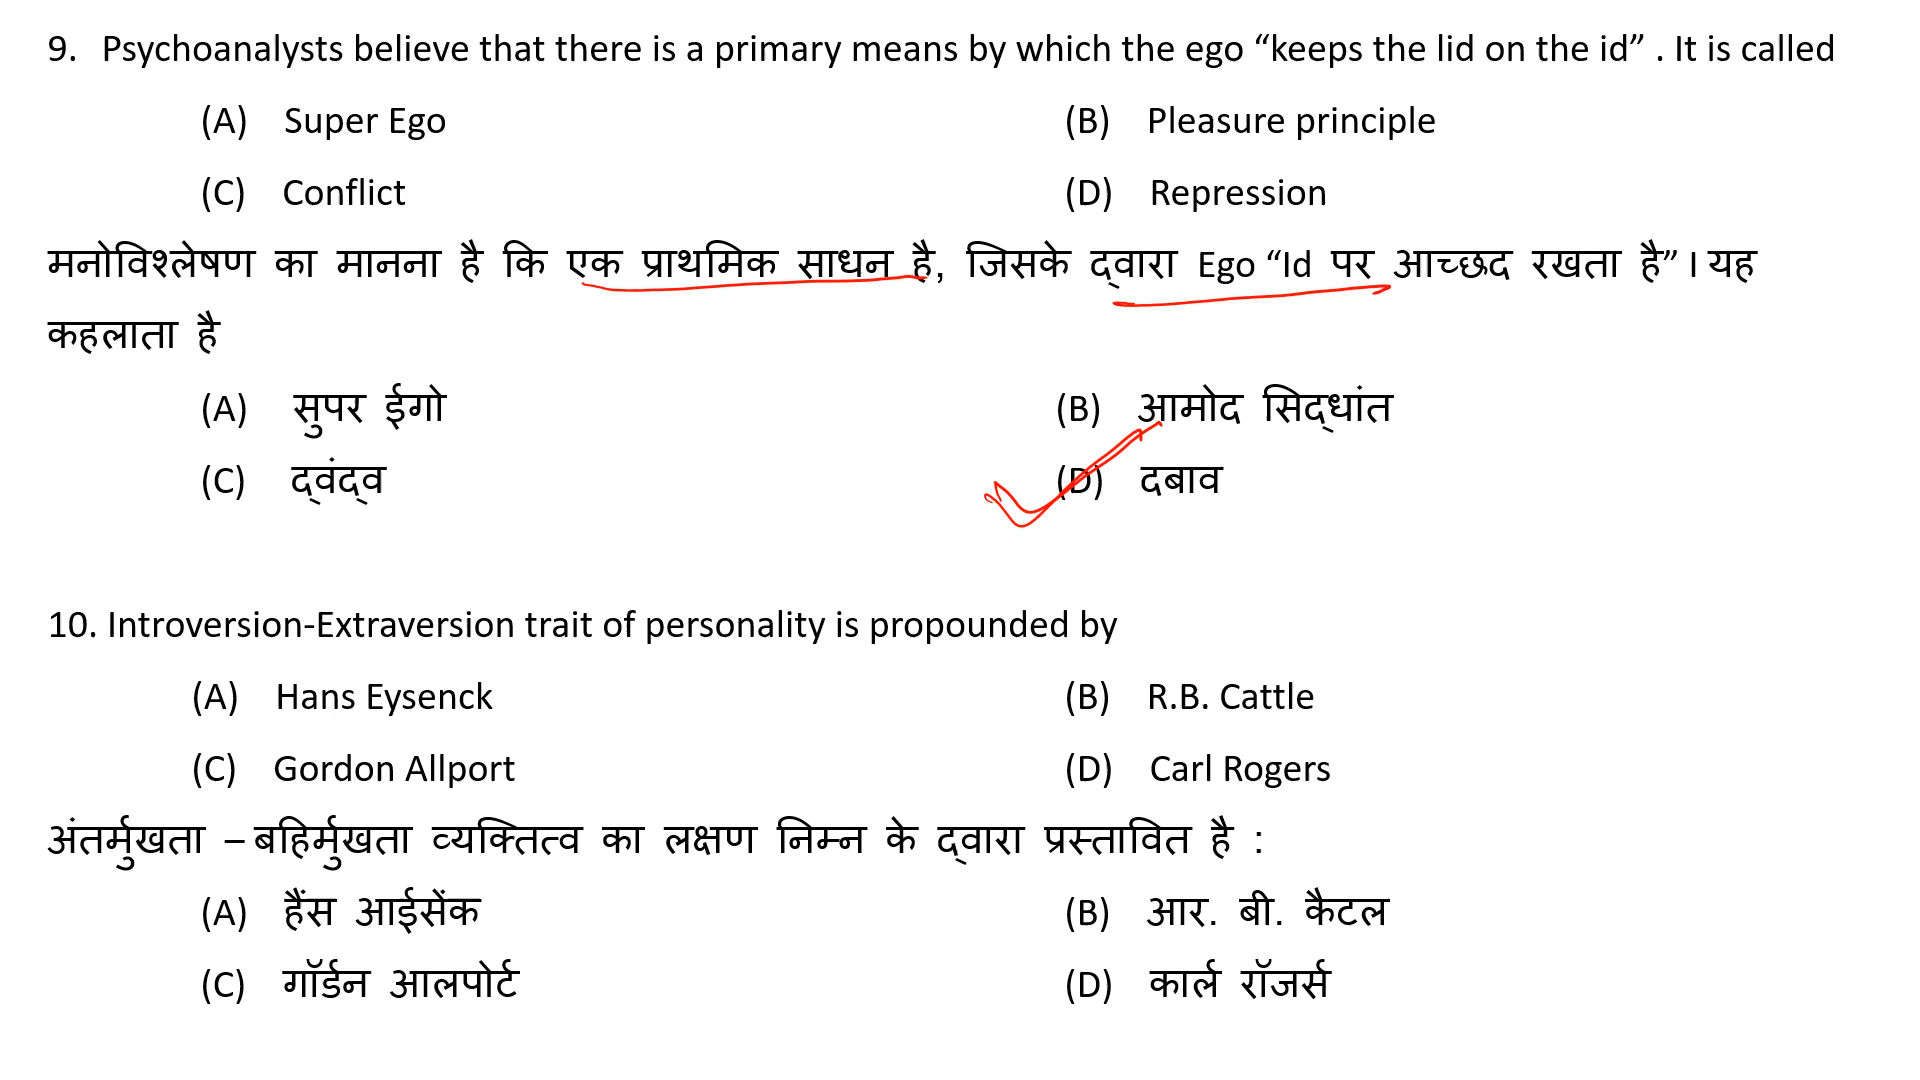 9. Psychoanalysts believe that there is a primary means by which the ego “keeps the lid on the id” . It is called
(A) Super Ego (B) Pleasure principle
(C) Conflict (D) Repression
मनोविश्लेषण का मानना है कि एक प्राथमिक साधन है, जिसके द्वारा Ego “Id पर आच्छद रखता है” । यह
कहलाता है
(A) सुपर ईगो (B) आमोद सिद्धांत
(C) द्वंद्व (D) दबाव
10. Introversion-Extraversion trait of personality is propounded by
(A) Hans Eysenck (B) R.B. Cattle
(C) Gordon Allport (D) Carl Rogers
अंतर्मुखता – बहिर्मुखता व्यक्तित्व का लक्षण निम्न के द्वारा प्रस्तावित है :
(A) हैंस आईसेंक (B) आर. बी. कैटल
(C) गॉर्डन आलपोर्ट (D) कार्ल रॉजर्स